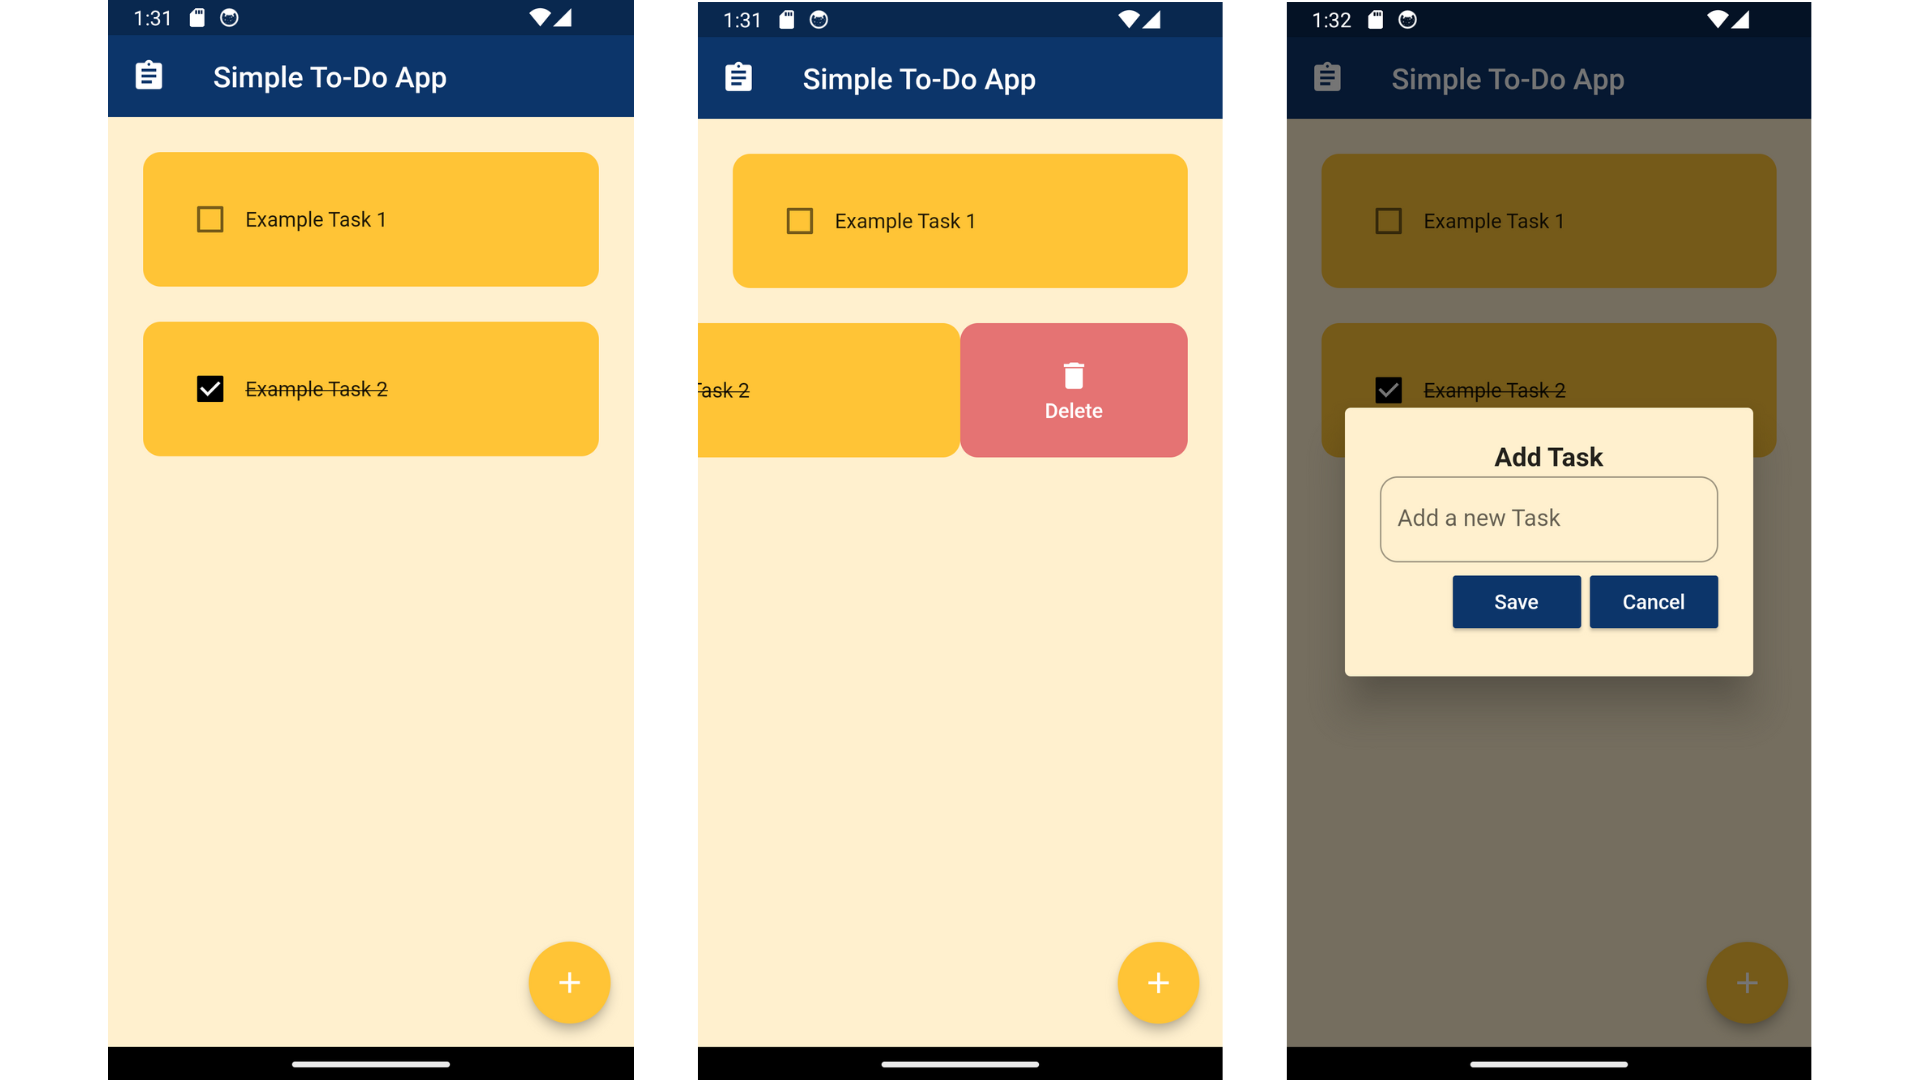 1:31
Simple To-Do App
Example Task 1
Example Task 2
1:31
Simple To-Do App
Example Task 1
Task 2
Delete
1:32
Simple To-Do App
Example Task 1
Example Task 2
Add Task
Add a new Task
Save Cancel